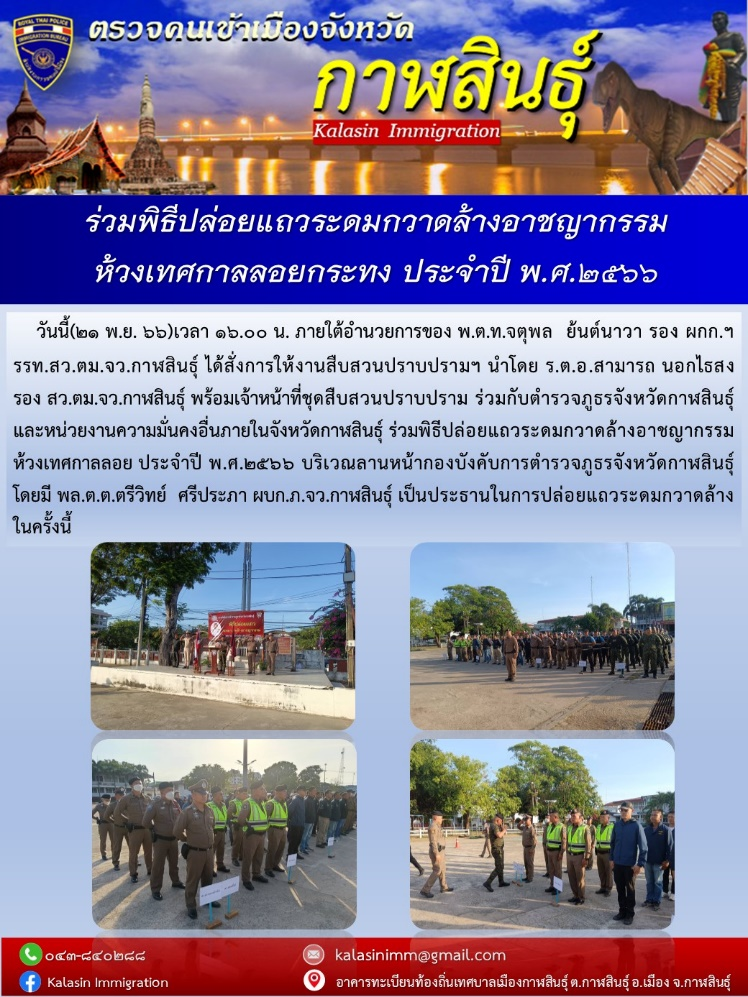 ROYAL THAI POLICE
IMMIGRATION BUREAU
ตรวจคนเข้าเมืองจังหวัด
กาฬสินธุ์
Kalasin Immigration
ร่วมพิธีปล่อยแถวระดมกวาดล้างอาชญากรรม
ห้วงเทศกาลลอยกระทง ประจำปี พ.ศ.๒๕๖๖
วันนี้(๒๑ พ.ย. ๖๖)เวลา ๑๖.๐๐ น. ภายใต้อำนวยการของ พ.ต.ท.จตุพล ย้นต์นาวา รอง ผกก.ฯ
รรท.สว.ตม.จว.กาฬสินธุ์ ได้สั่งการให้งานสืบสวนปราบปรามฯ นำโดย ร.ต.อ.สามารถ นอกไธสง
รอง สว.ตม.จว.กาฬสินธุ์ พร้อมเจ้าหน้าที่ชุดสืบสวนปราบปราม ร่วมกับตำรวจภูธรจังหวัดกาฬสินธุ์
และหน่วยงานความมั่นคงอื่นภายในจังหวัดกาฬสินธุ์ ร่วมพิธีปล่อยแถวระดมกวาดล้างอาชญากรรม
ห้วงเทศกาลลอย ประจำปี พ.ศ.๒๕๖๖ บริเวณลานหน้ากองบังคับการตำรวจภูธรจังหวัดกาฬสินธุ์
โดยมี พล.ต.ต.ตรีวิทย์ ศรีประภา ผบก.ภ.จว.กาฬสินธุ์ เป็นประธานในการปล่อยแถวระดมกวาดล้าง
ในครั้งนี้
๐๔๓-๘๔๐๒๘๘
kalasinimm@gmail.com
Kalasin Immigration
อาคารทะเบียนท้องถิ่นเทศบาลเมืองกาฬสินธุ์ ต.กาฬสินธุ์ อ.เมือง จ.กาฬสินธุ์